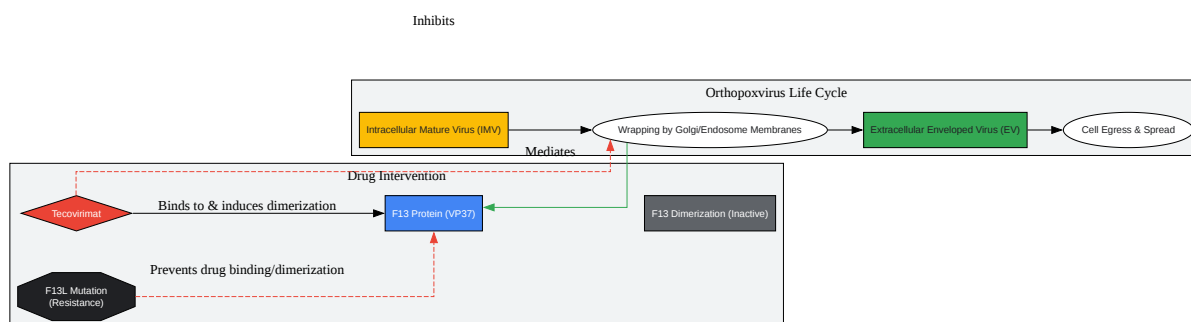 Inhibits
Orthopoxvirus Life Cycle
Intracellular Mature Virus (IMV)
Wrapping by Golgi/Endosome Membranes
Extracellular Enveloped Virus (EV)
Cell Egress & Spread
Mediates
Drug Intervention
Tecovirimat
Binds to & induces dimerization
F13 Protein (VP37)
F13 Dimerization (Inactive)
Prevents drug binding/dimerization
F13L Mutation
(Resistance)